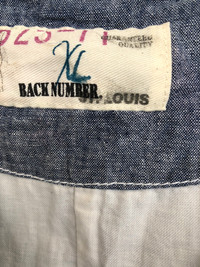 GUARANTEED
QUALITY
XL
BACK NUMBER.
ST. LOUIS